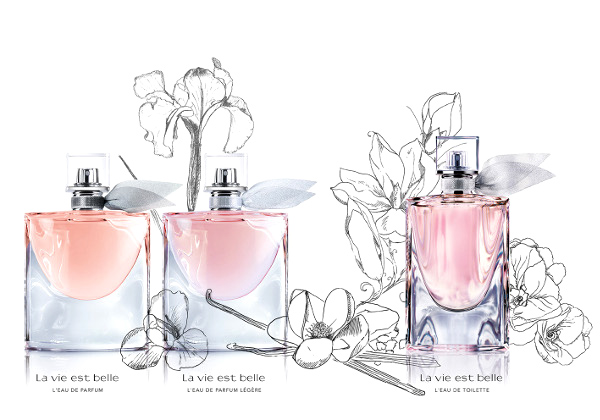 La vie est belle
L'EAU DE PARFUM
La vie est belle
L'EAU DE PARFUM LÉGÈRE
La vie est belle
L'EAU DE TOILETTE